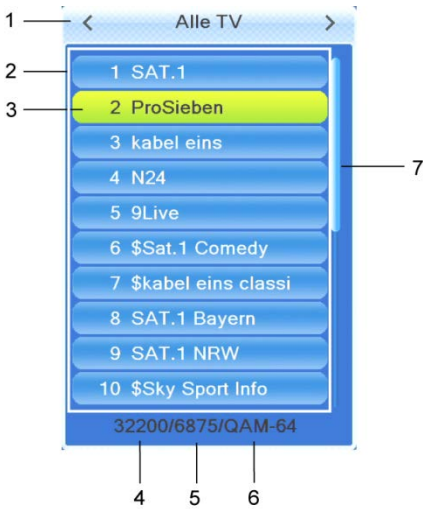 1 < Alle TV >
2 1 SAT.1
3 2 ProSieben
3 kabel eins
7
4 N24
5 9Live
6 $Sat.1 Comedy
7 $kabel eins classi
8 SAT.1 Bayern
9 SAT.1 NRW
10 $Sky Sport Info
32200/6875/QAM-64
4 5 6